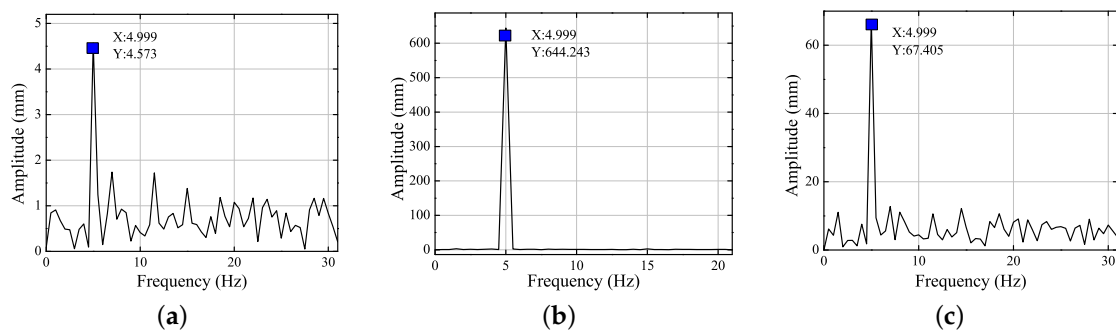 5
4
3
2
1
0
0
10
20
30
X:4.999
Y:4.573
Amplitude (mm)
Frequency (Hz)
(a)
600
500
400
300
200
100
0
0
5
10
15
20
X:4.999
Y:644.243
Amplitude (mm)
Frequency (Hz)
(b)
60
40
20
0
0
10
20
30
X:4.999
Y:67.405
Amplitude (mm)
Frequency (Hz)
(c)